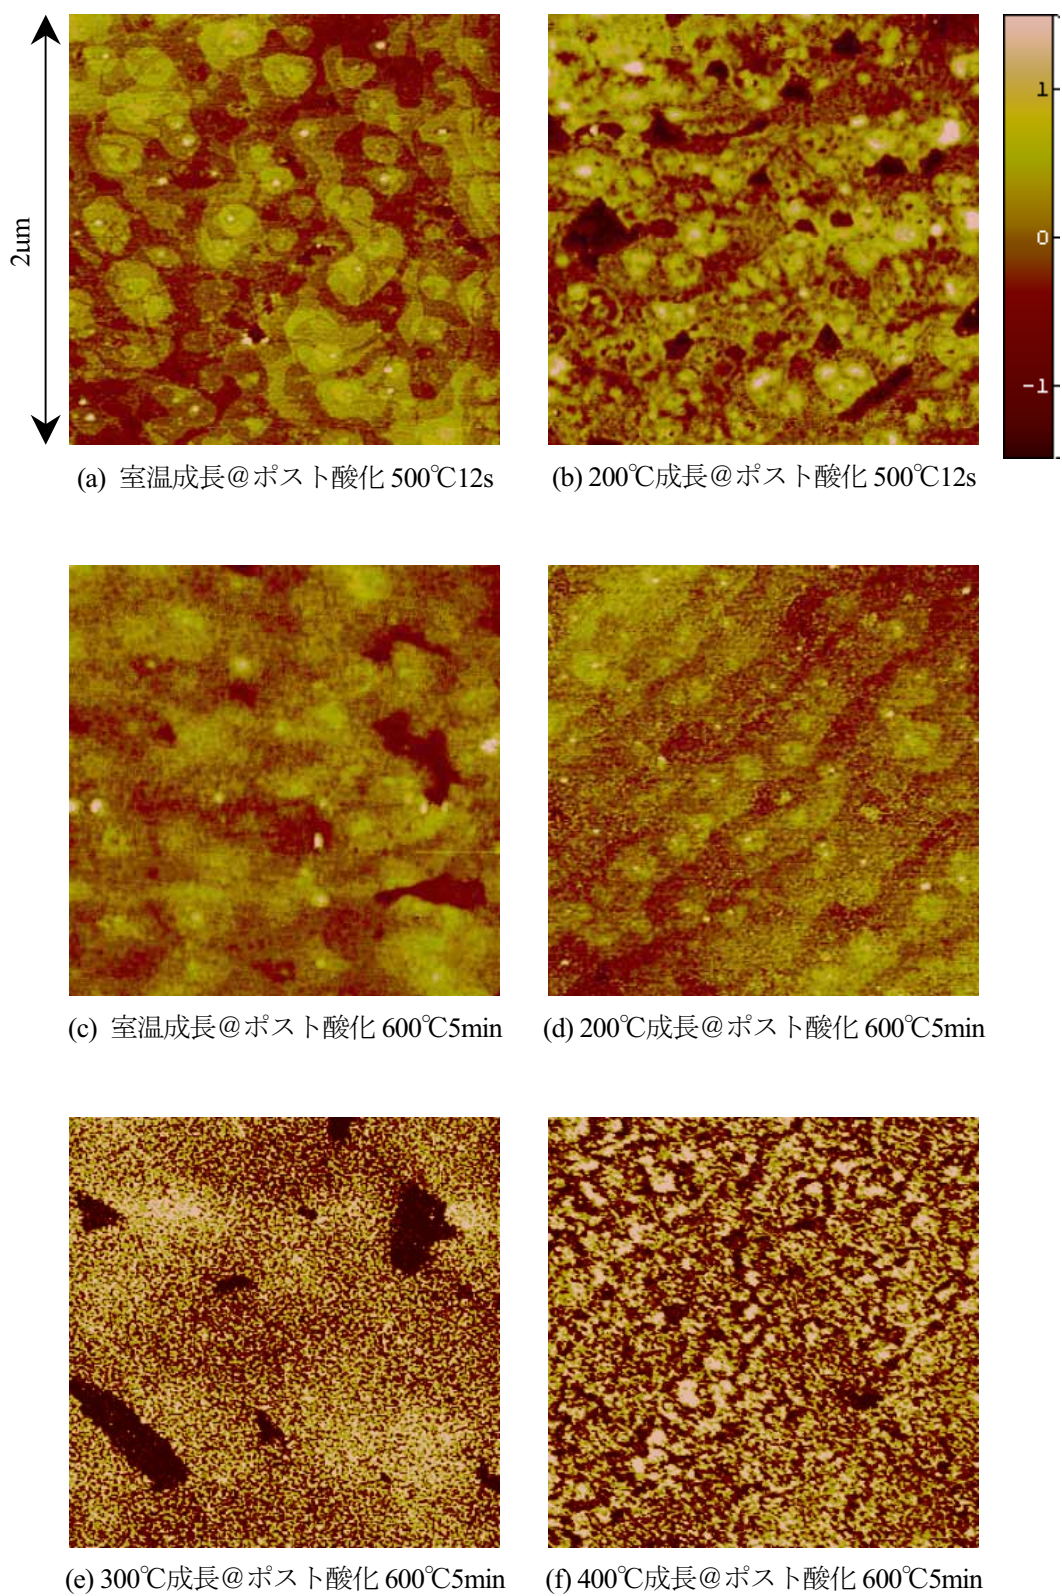 2μm
1
0
-1
(a) 室温成長@ポスト酸化 500℃12s
(b) 200℃成長@ポスト酸化 500℃12s
(c) 室温成長@ポスト酸化 600℃5min
(d) 200℃成長@ポスト酸化 600℃5min
(e) 300℃成長@ポスト酸化 600℃5min
(f) 400℃成長@ポスト酸化 600℃5min